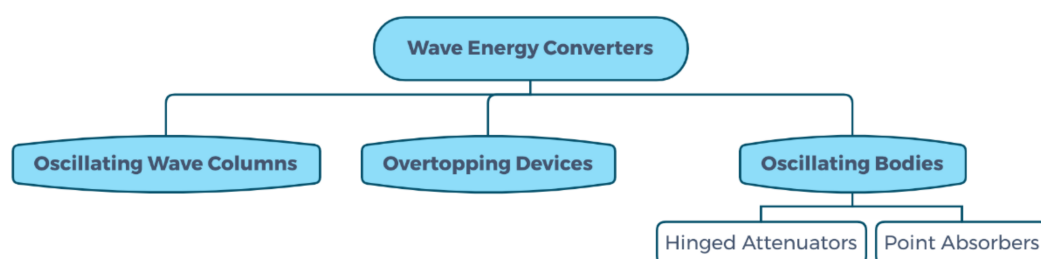 Wave Energy Converters
Oscillating Wave Columns
Overtopping Devices
Oscillating Bodies
Hinged Attenuators
Point Absorbers